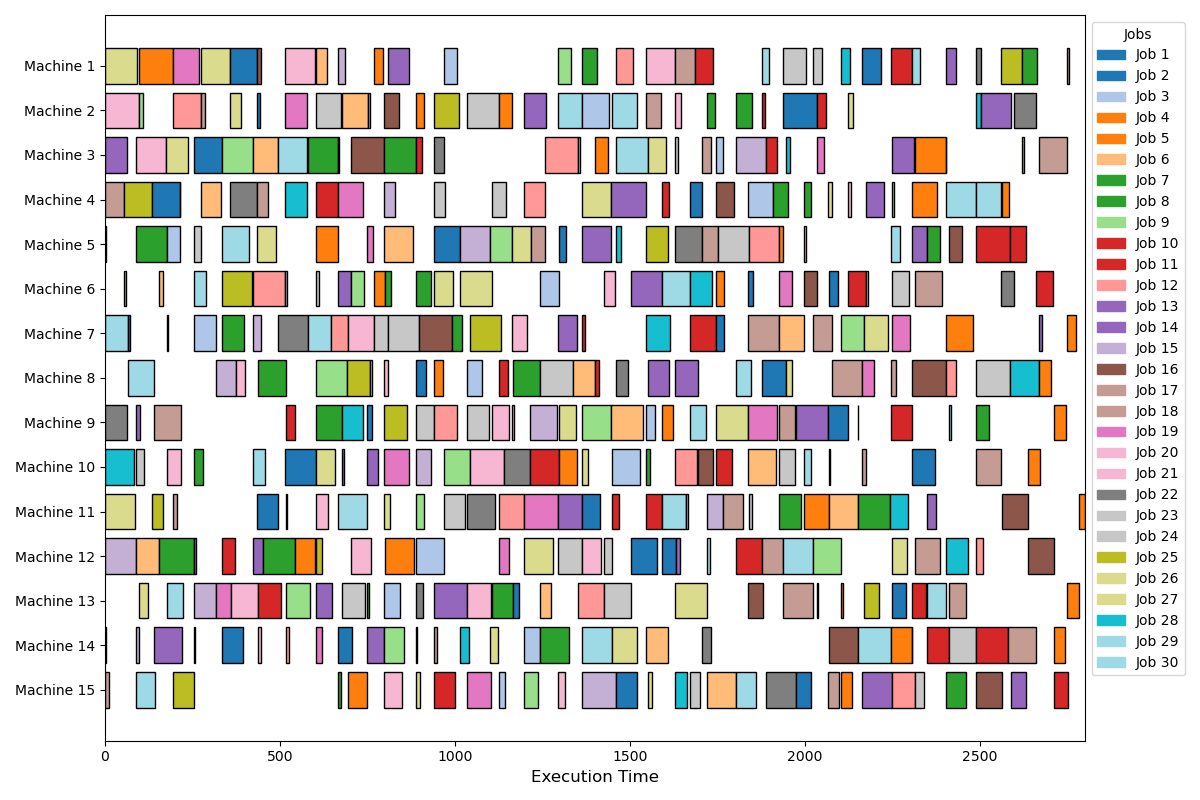 Machine 1
Machine 2
Machine 3
Machine 4
Machine 5
Machine 6
Machine 7
Machine 8
Machine 9
Machine 10
Machine 11
Machine 12
Machine 13
Machine 14
Machine 15
0 500 1000 1500 2000 2500
Execution Time
Jobs
Job 1
Job 2
Job 3
Job 4
Job 5
Job 6
Job 7
Job 8
Job 9
Job 10
Job 11
Job 12
Job 13
Job 14
Job 15
Job 16
Job 17
Job 18
Job 19
Job 20
Job 21
Job 22
Job 23
Job 24
Job 25
Job 26
Job 27
Job 28
Job 29
Job 30